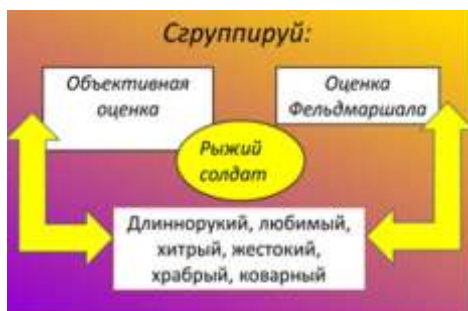 Сгруппируй:
Объективная
оценка
Оценка
Фельдмаршала
Рыжий
солдат
Длиннорукий, любимый,
хитрый, жестокий,
храбрый, коварный